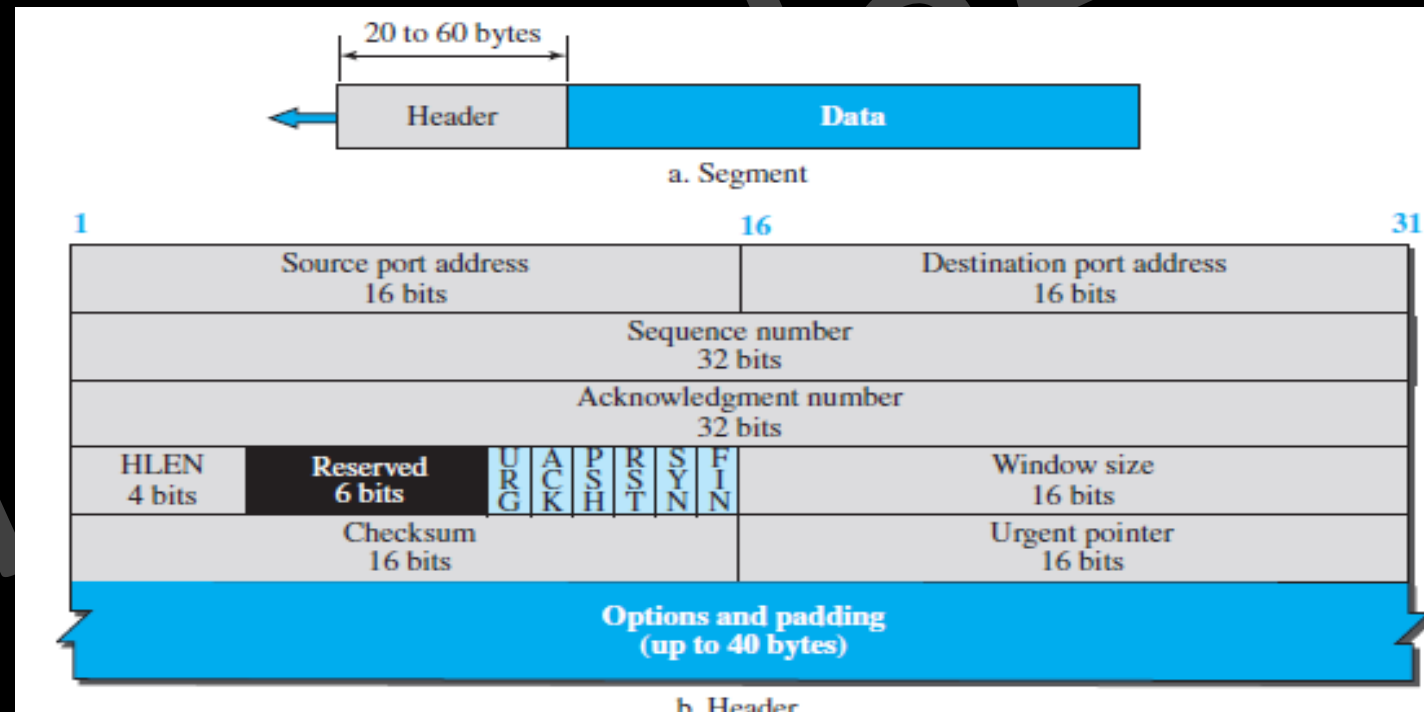 20 to 60 bytes
Header
Data
a. Segment
1
16
31
Source port address
16 bits
Destination port address
16 bits
Sequence number
32 bits
Acknowledgment number
32 bits
HLEN
4 bits
Reserved
6 bits
URG
ACK
PSH
RST
SYN
FIN
Window size
16 bits
Checksum
16 bits
Urgent pointer
16 bits
Options and padding
(up to 40 bytes)
b. Header